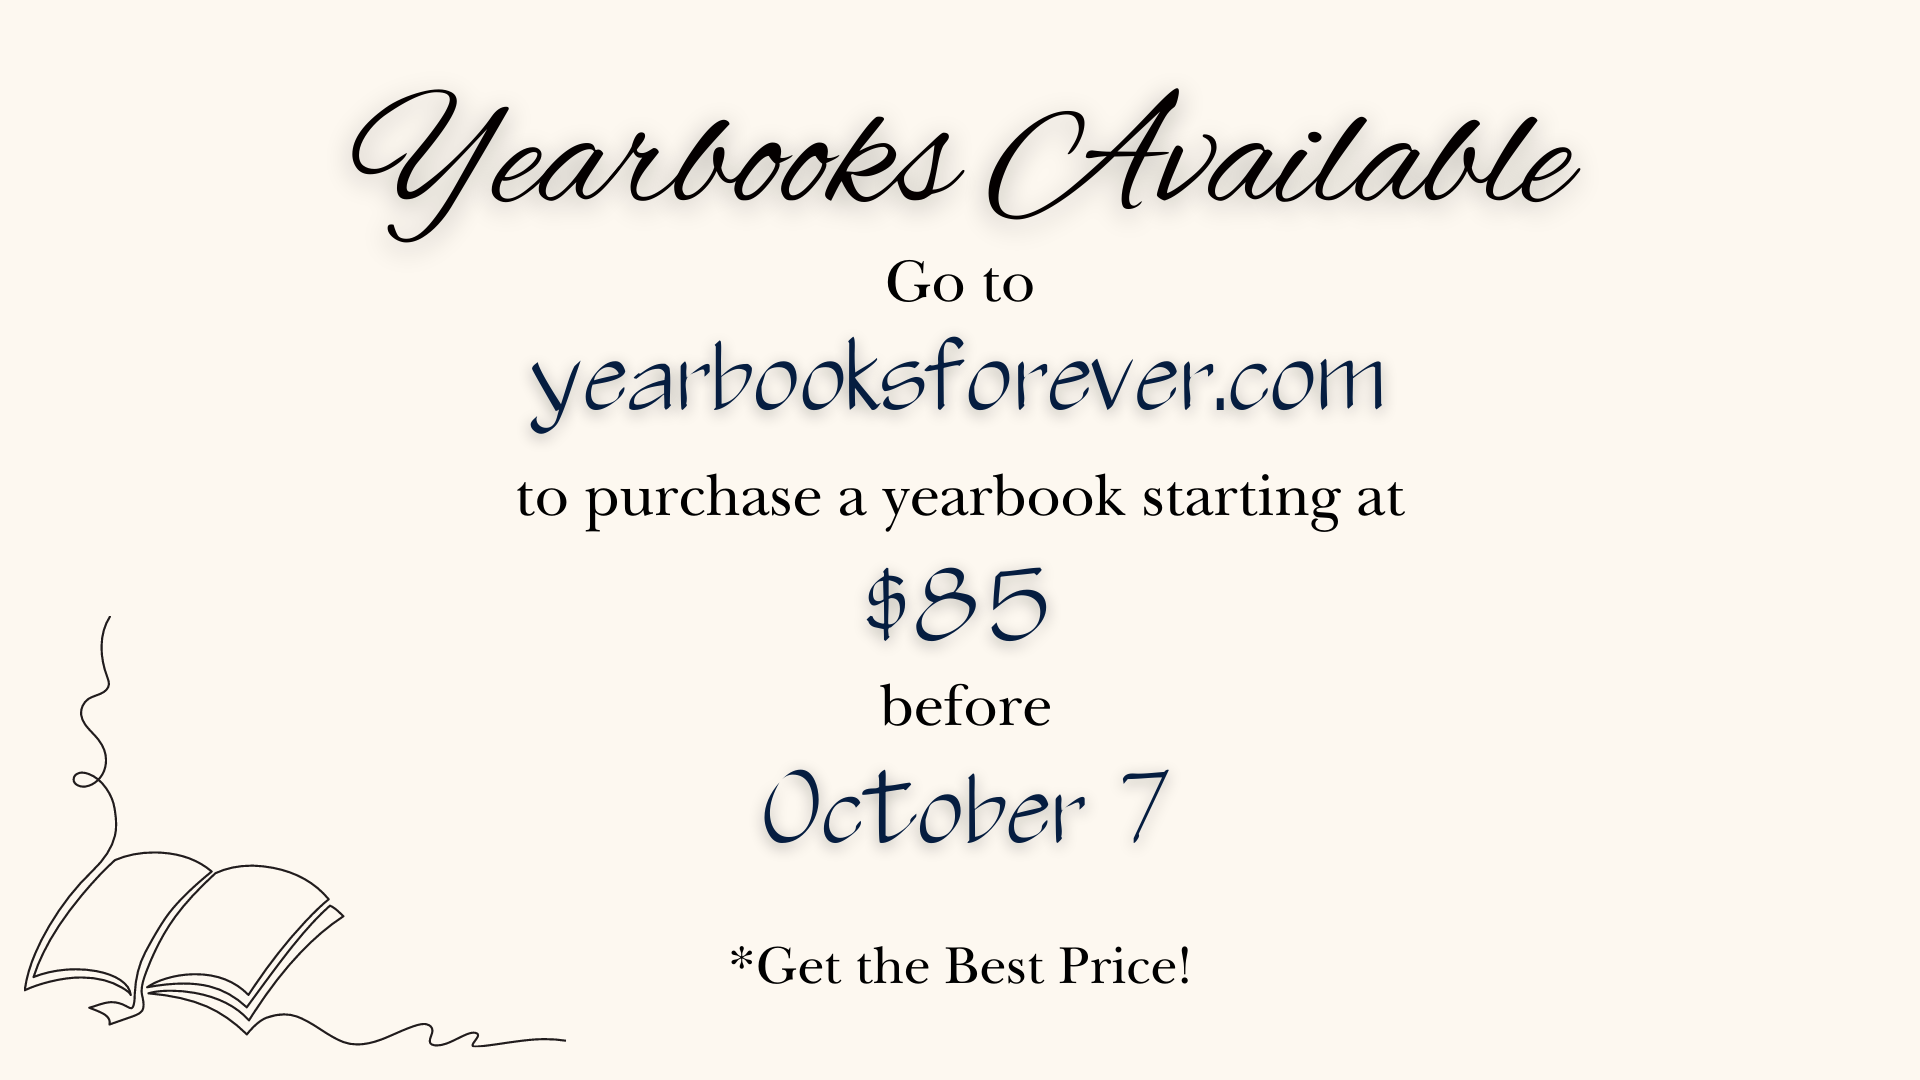 Yearbooks Available
Go to
yearbooksforever.com
to purchase a yearbook starting at
$85
before
October 7
*Get the Best Price!